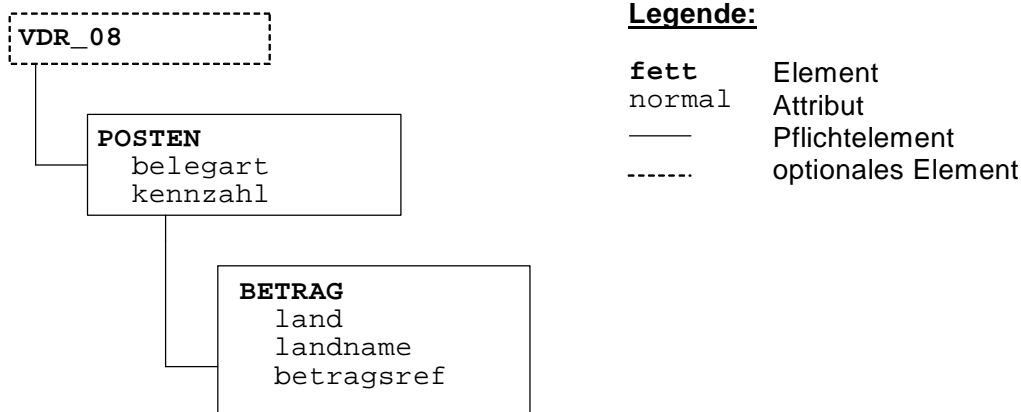 VDR_08
POSTEN
belegart
kennzahl
BETRAG
land
landname
betragsref
Legende:
fett Element
normal Attribut
Pflichtelement
optionales Element